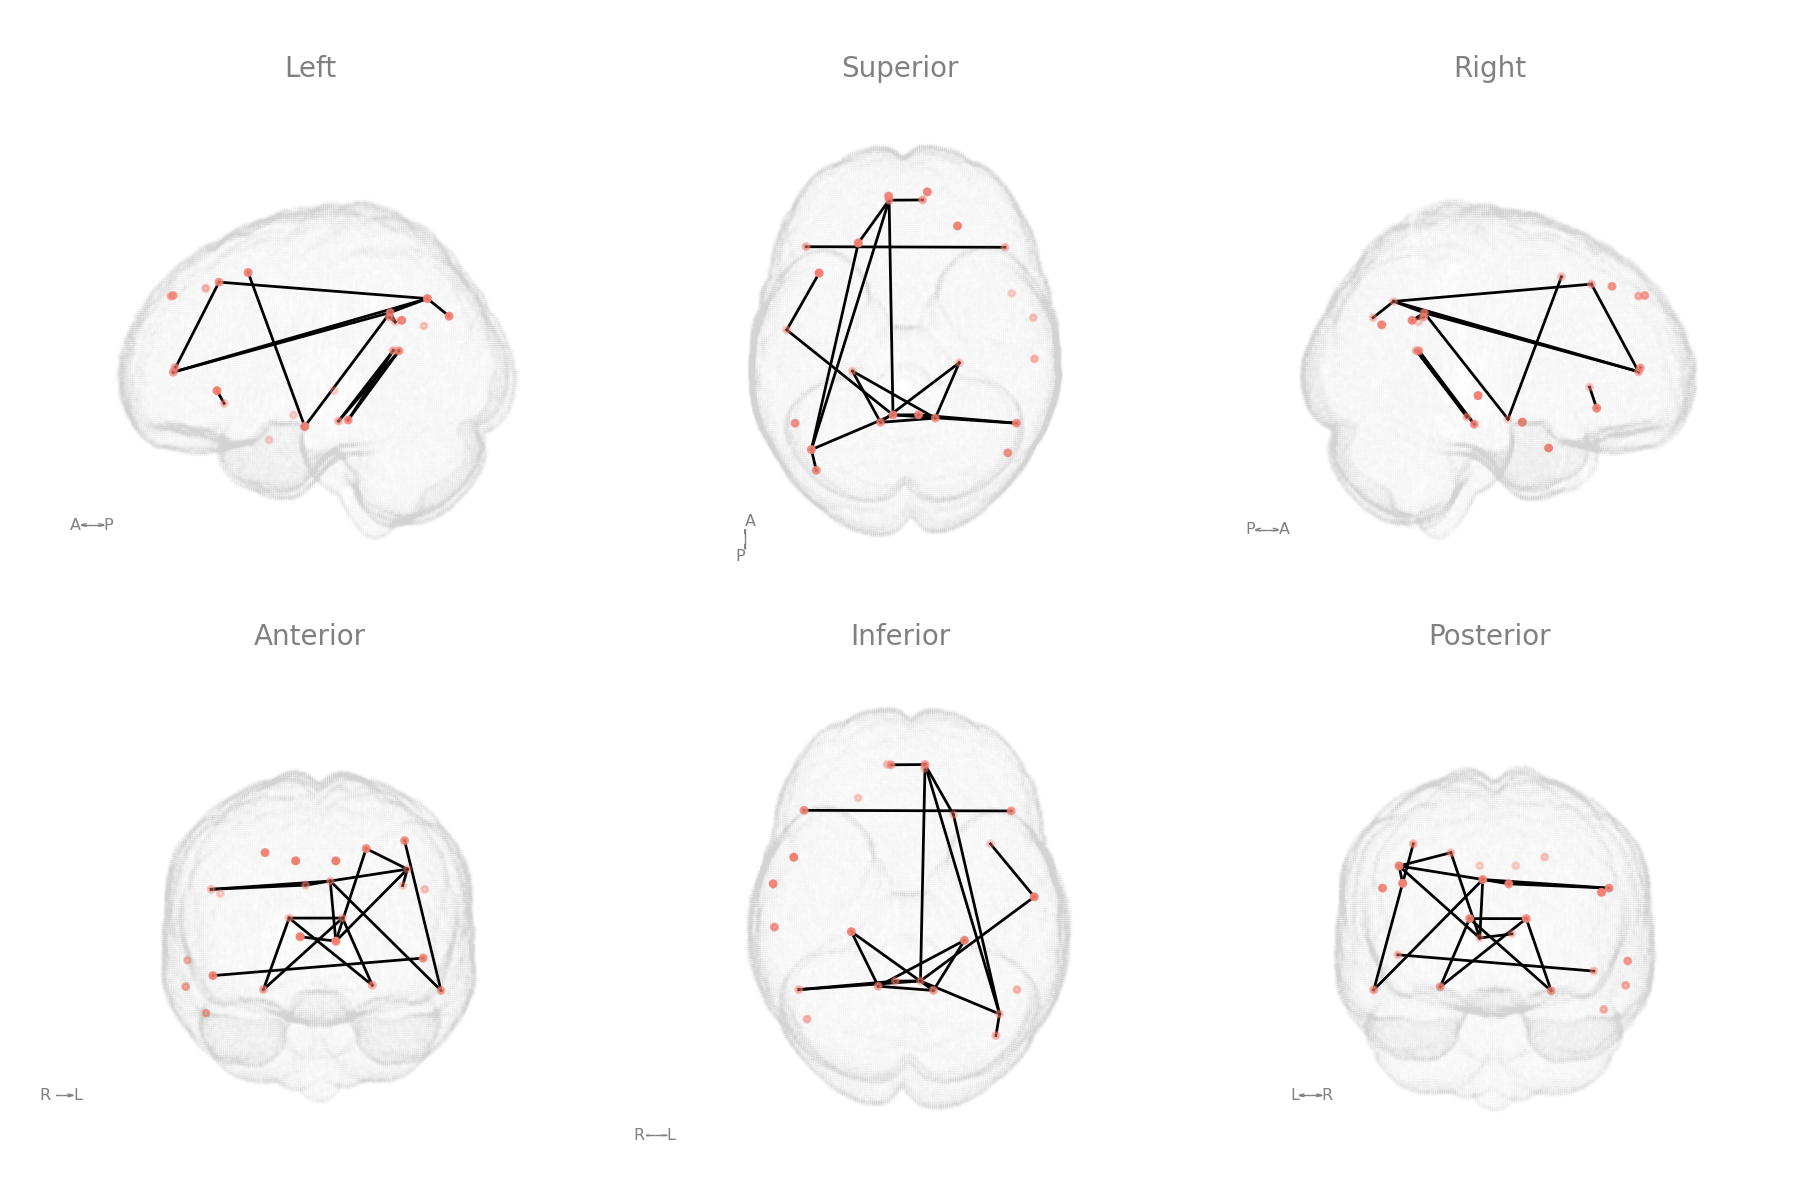 Left
Superior
Right
A
A P
P
P A
Anterior
Inferior
Posterior
R L
L R
R L